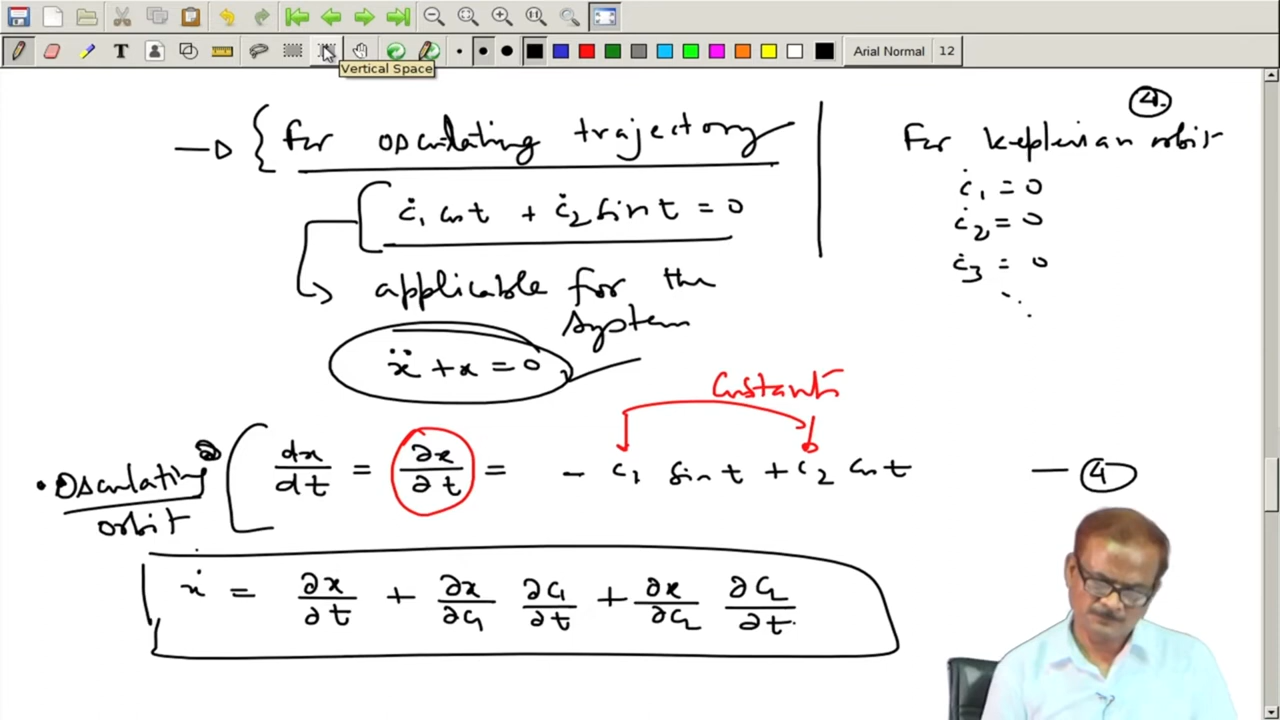 Arial Normal 12
Vertical Space
④.
→ { for osculating trajectory
ċ₁ cos t + ċ₂ sin t = 0
applicable for the
system
ẍ + x = 0
For keplerian orbit
ċ₁ = 0
ċ₂ = 0
ċ₃ = 0
⋱
Constants
• Osculating
orbit
dx/dt = ∂x/∂t = - c₁ sin t + c₂ cos t — ④
ẋ = ∂x/∂t + ∂x/∂c₁ ∂c₁/∂t + ∂x/∂c₂ ∂c₂/∂t